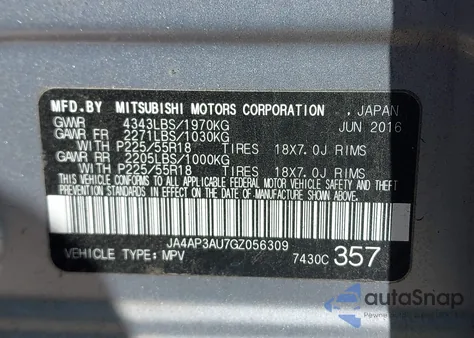 MFD.BY MITSUBISHI MOTORS CORPORATION , JAPAN
GVWR 4343LBS/1970KG JUN 2016
GAWR FR 2271LBS/1030KG
WITH P225/55R18 TIRES 18X7.0J RIMS
GAWR RR 2205LBS/1000KG
WITH P225/55R18 TIRES 18X7.0J RIMS
THIS VEHICLE CONFORMS TO ALL APPLICABLE FEDERAL MOTOR VEHICLE SAFETY, BUMPER AND THEFT
PREVENTION STANDARDS IN EFFECT ON THE DATE OF MANUFACTURE SHOWN ABOVE.
JA4AP3AU7GZ056309
VEHICLE TYPE: MPV 7430C 357
autoSnap